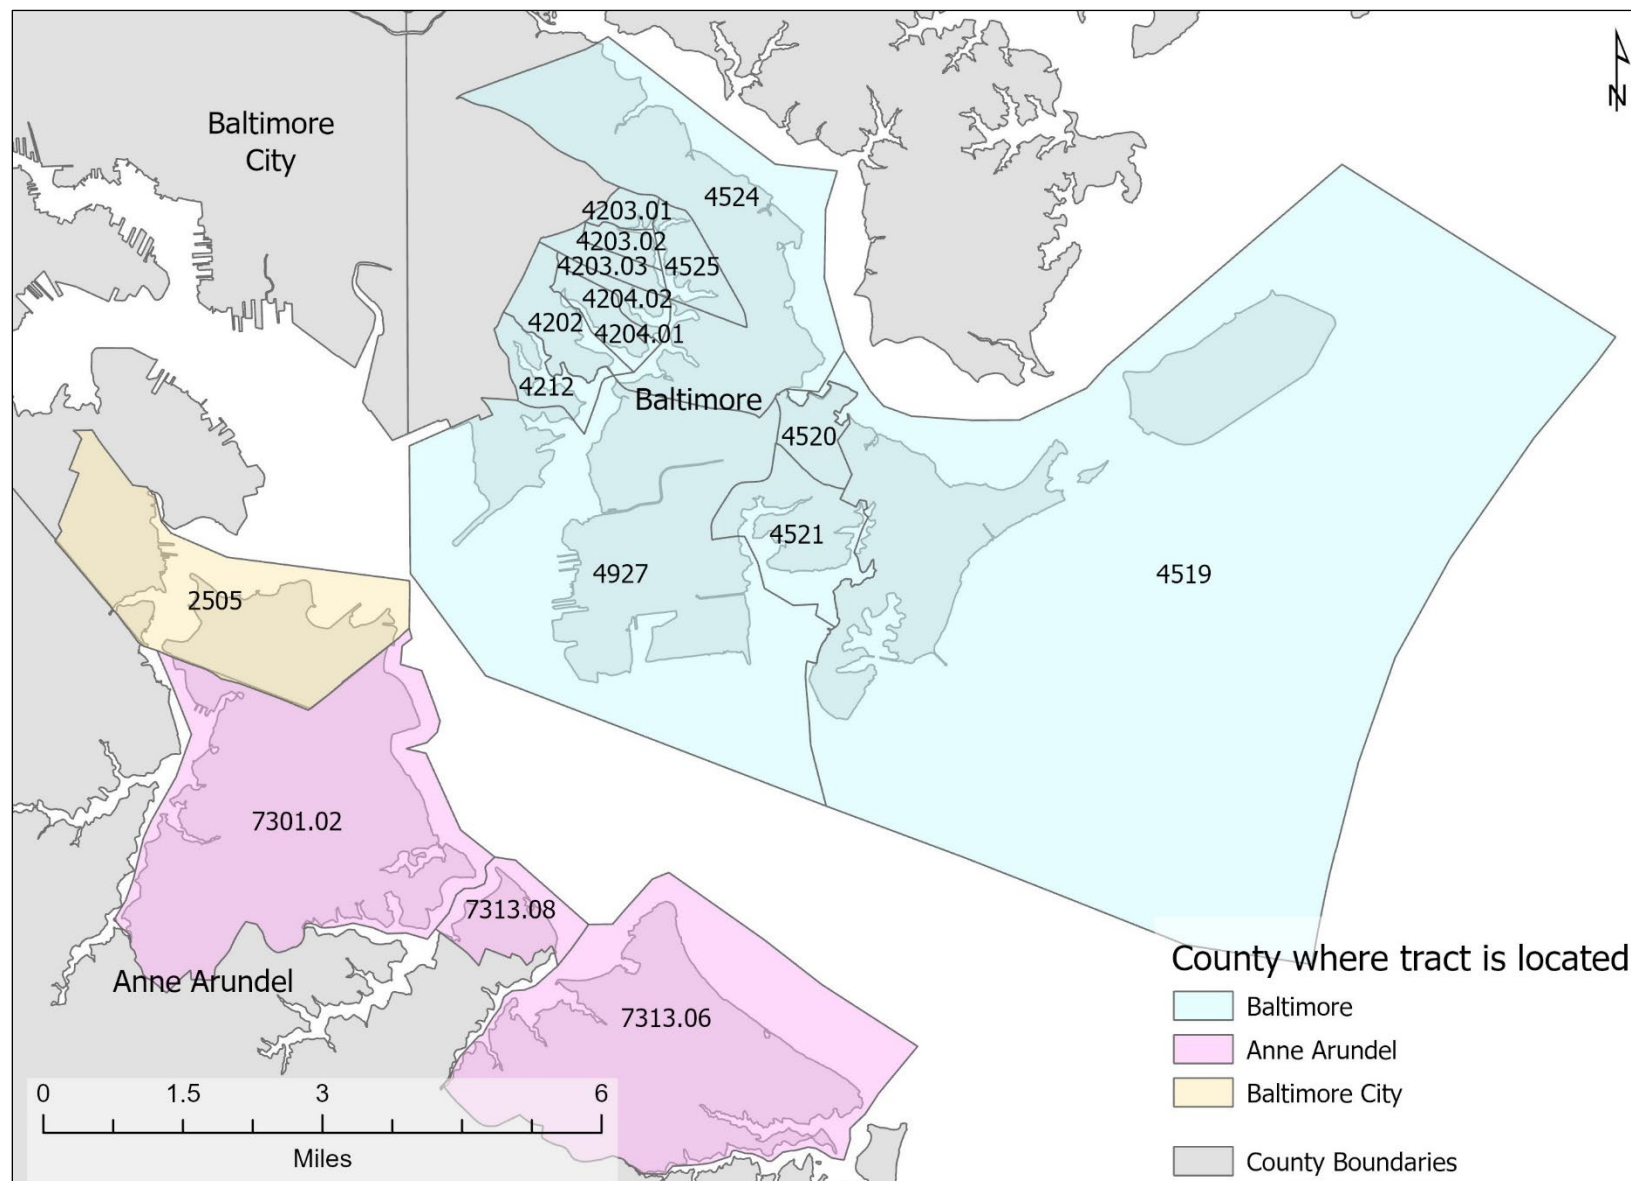 Baltimore
City
N
4524
4203.01
4203.02
4203.03
4525
4204.02
4202
4204.01
4212
Baltimore
4520
4521
4927
4519
2505
7301.02
7313.08
Anne Arundel
7313.06
County where tract is located
Baltimore
Anne Arundel
Baltimore City
County Boundaries
0 1.5 3 6
Miles